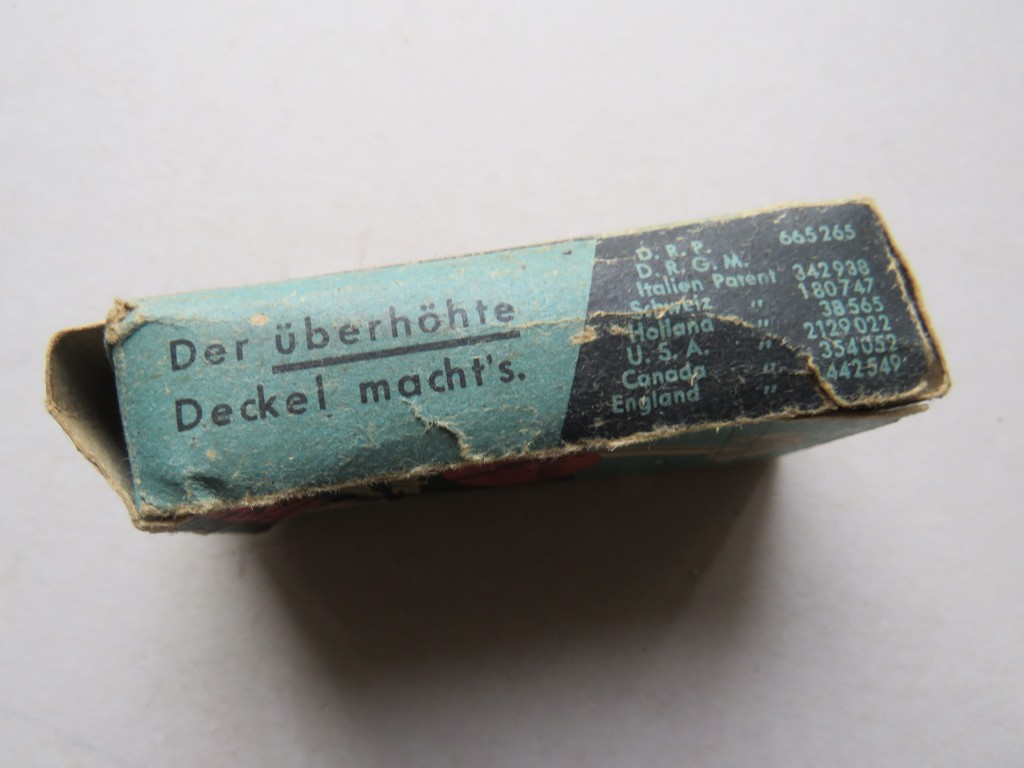 Der überhöhte
Deckel macht's.
D. R. P. 665265
D. R. G. M.
Italien Patent 342938
Schweiz " 180747
Holland " 38565
U. S. A. " 2129022
Canada " 354052
England " 442549